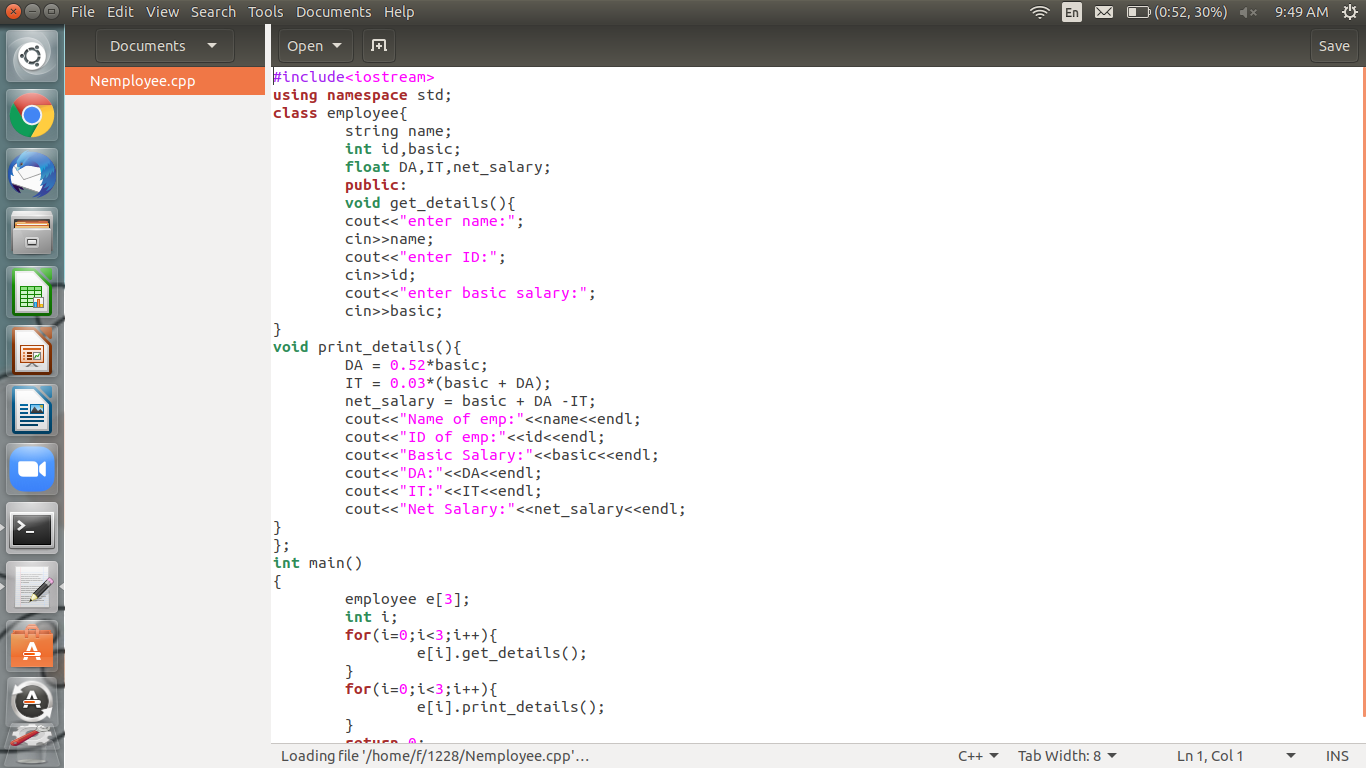 File Edit View Search Tools Documents Help
En (0:52, 30%) 9:49 AM
Documents Open Save
Nemployee.cpp
#include<iostream>
using namespace std;
class employee{
        string name;
        int id,basic;
        float DA,IT,net_salary;
        public:
        void get_details(){
        cout<<"enter name:";
        cin>>name;
        cout<<"enter ID:";
        cin>>id;
        cout<<"enter basic salary:";
        cin>>basic;
}
void print_details(){
        DA = 0.52*basic;
        IT = 0.03*(basic + DA);
        net_salary = basic + DA -IT;
        cout<<"Name of emp:"<<name<<endl;
        cout<<"ID of emp:"<<id<<endl;
        cout<<"Basic Salary:"<<basic<<endl;
        cout<<"DA:"<<DA<<endl;
        cout<<"IT:"<<IT<<endl;
        cout<<"Net Salary:"<<net_salary<<endl;
}
};
int main()
{
        employee e[3];
        int i;
        for(i=0;i<3;i++){
                e[i].get_details();
        }
        for(i=0;i<3;i++){
                e[i].print_details();
        }
        return 0;
Loading file '/home/f/1228/Nemployee.cpp'… C++ Tab Width: 8 Ln 1, Col 1 INS